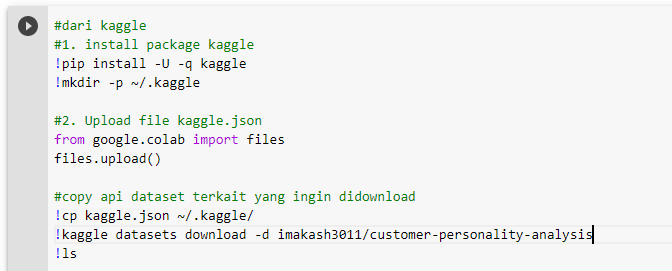 #dari kaggle
#1. install package kaggle
!pip install -U -q kaggle
!mkdir -p ~/.kaggle
#2. Upload file kaggle.json
from google.colab import files
files.upload()
#copy api dataset terkait yang ingin didownload
!cp kaggle.json ~/.kaggle/
!kaggle datasets download -d imakash3011/customer-personality-analysis
!ls